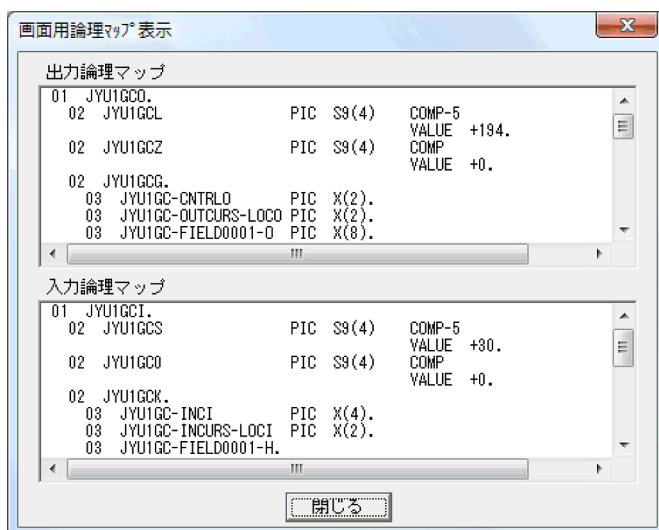 画面用論理ﾏｯﾌﾟ表示
出力論理マップ
01  JYU1GCO.
02  JYU1GCL  PIC  S9(4)  COMP-5
VALUE  +194.
02  JYU1GCZ  PIC  S9(4)  COMP
VALUE  +0.
02  JYU1GCG.
03  JYU1GC-CNTRLO  PIC  X(2).
03  JYU1GC-OUTCURS-LOCO PIC  X(2).
03  JYU1GC-FIELD0001-O  PIC  X(8).
入力論理マップ
01  JYU1GCI.
02  JYU1GCS  PIC  S9(4)  COMP-5
VALUE  +30.
02  JYU1GC0  PIC  S9(4)  COMP
VALUE  +0.
02  JYU1GCK.
03  JYU1GC-INCI  PIC  X(4).
03  JYU1GC-INCURS-LOCI  PIC  X(2).
03  JYU1GC-FIELD0001-H.
閉じる